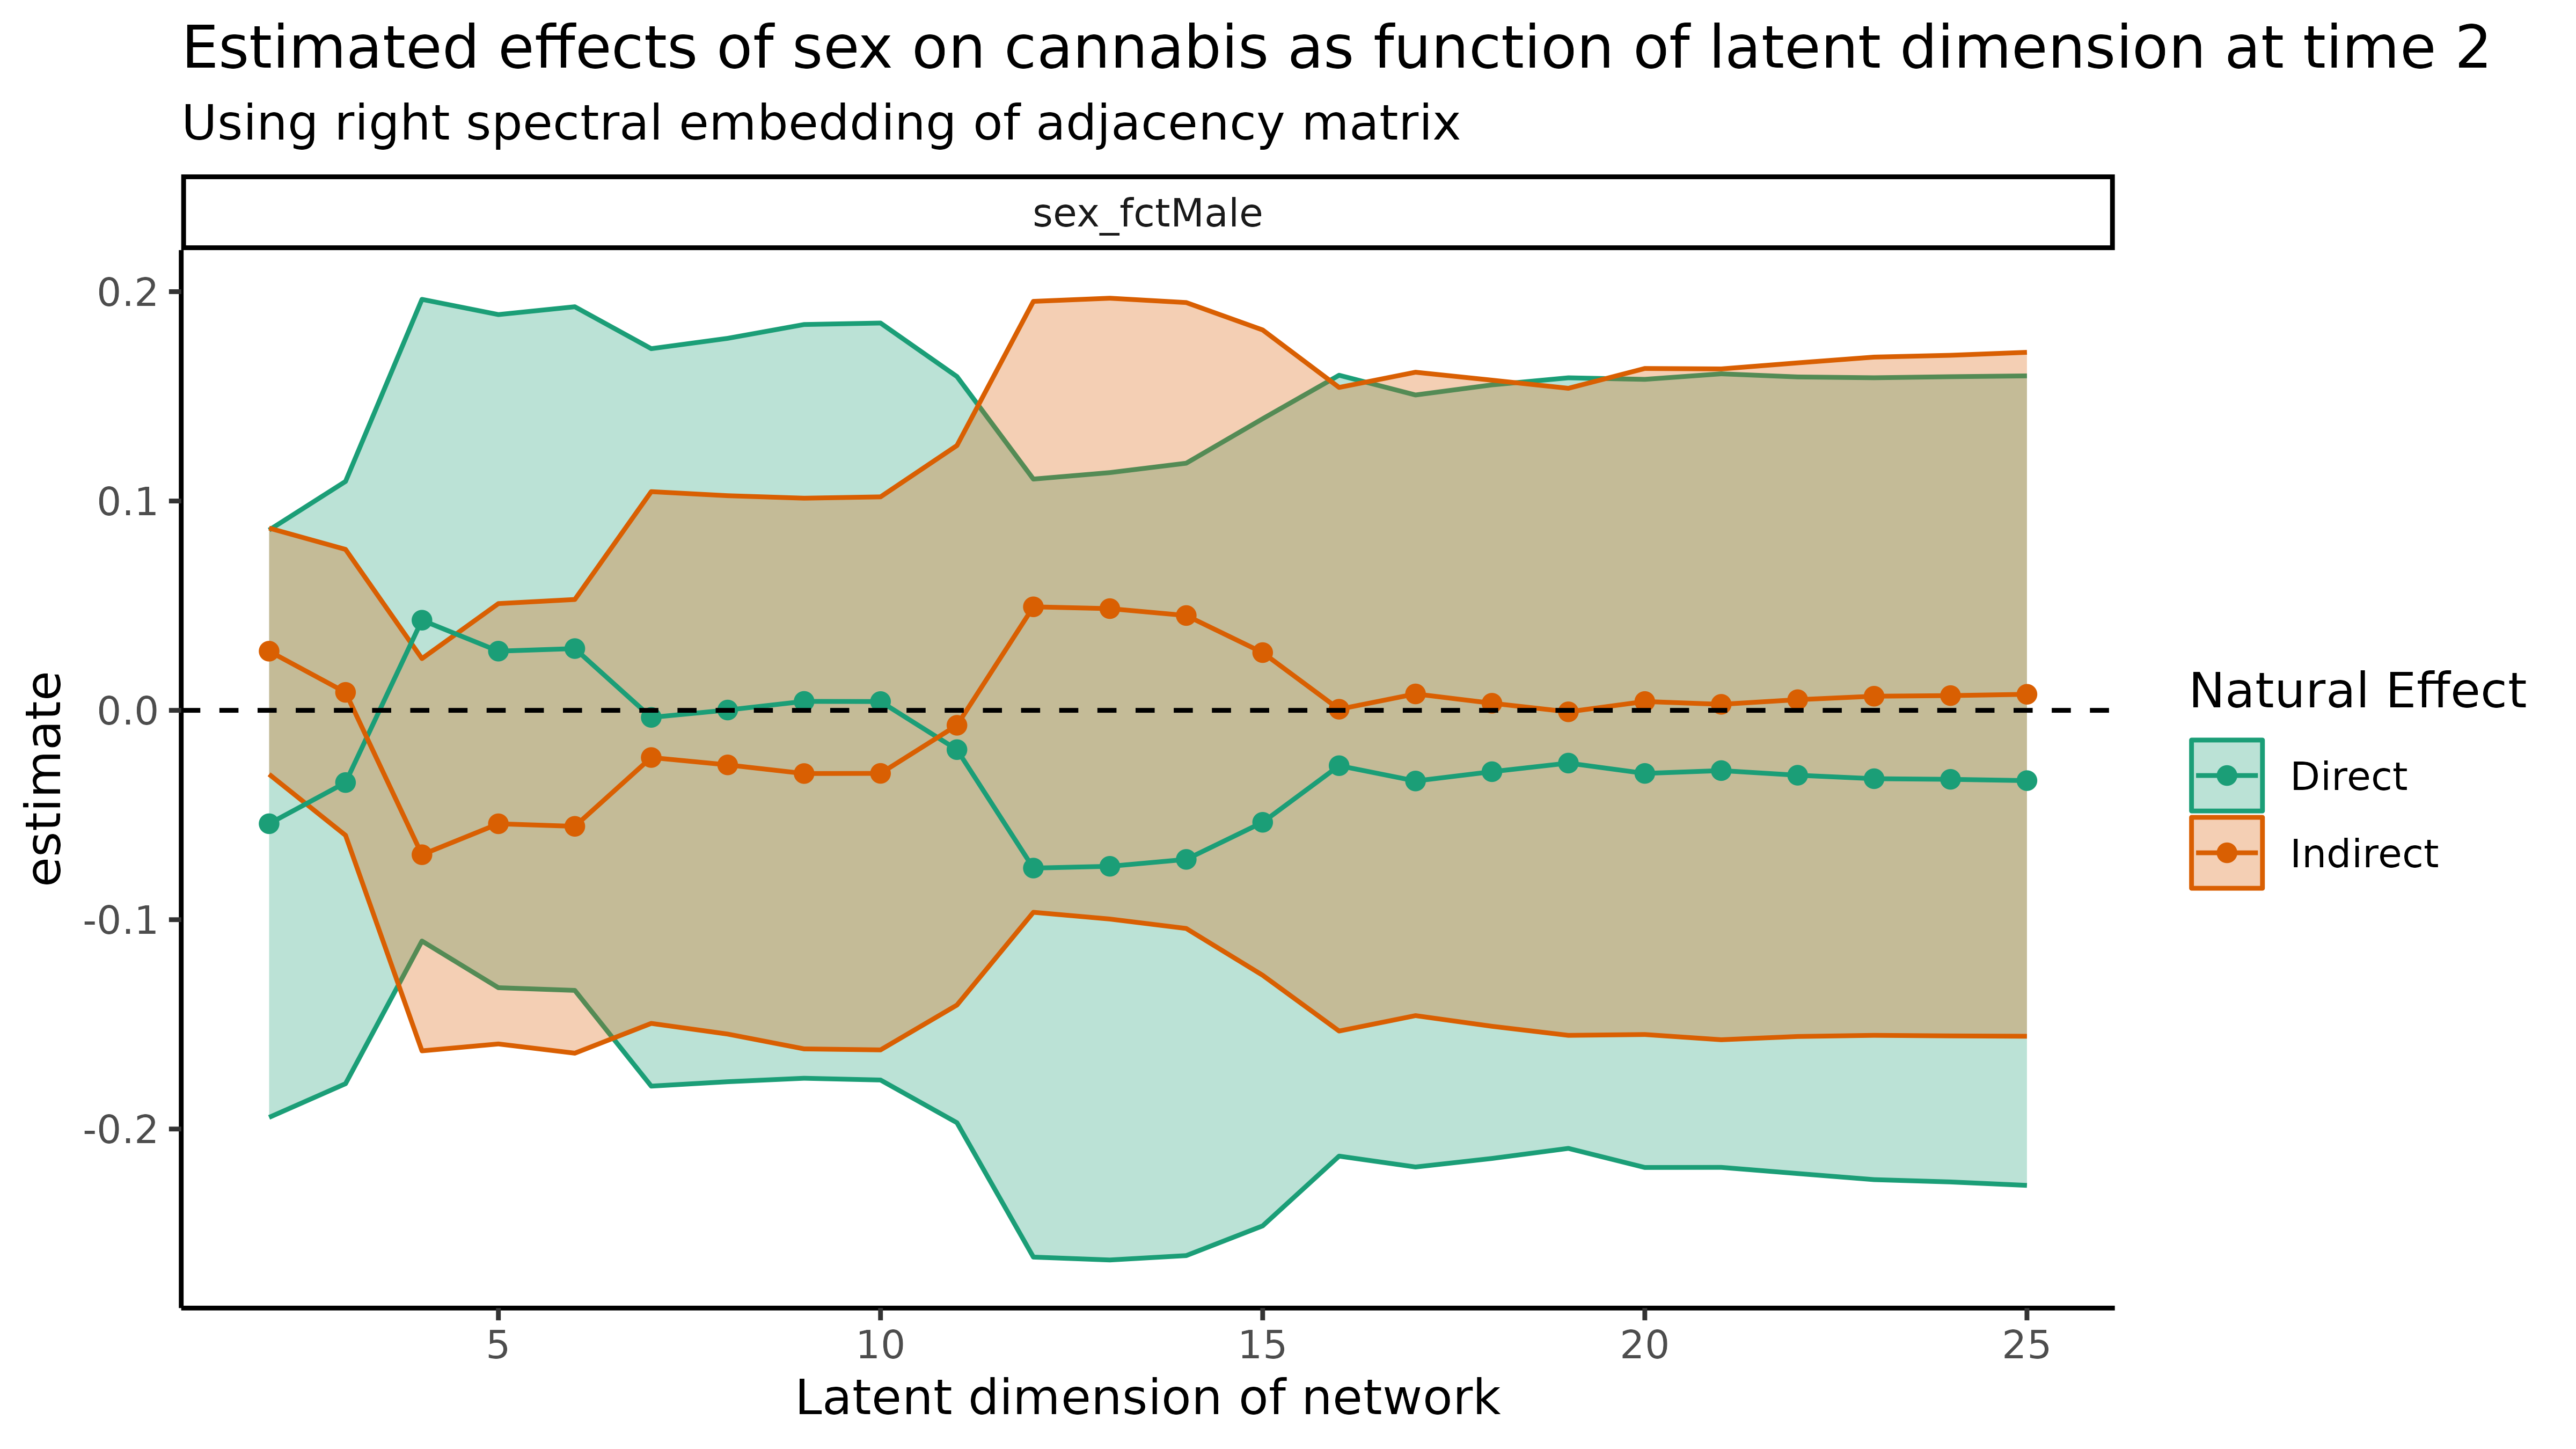 Estimated effects of sex on cannabis as function of latent dimension at time 2
Using right spectral embedding of adjacency matrix
sex_fctMale
0.2
0.1
0.0
-0.1
-0.2
estimate
5
10
15
20
25
Latent dimension of network
Natural Effect
Direct
Indirect